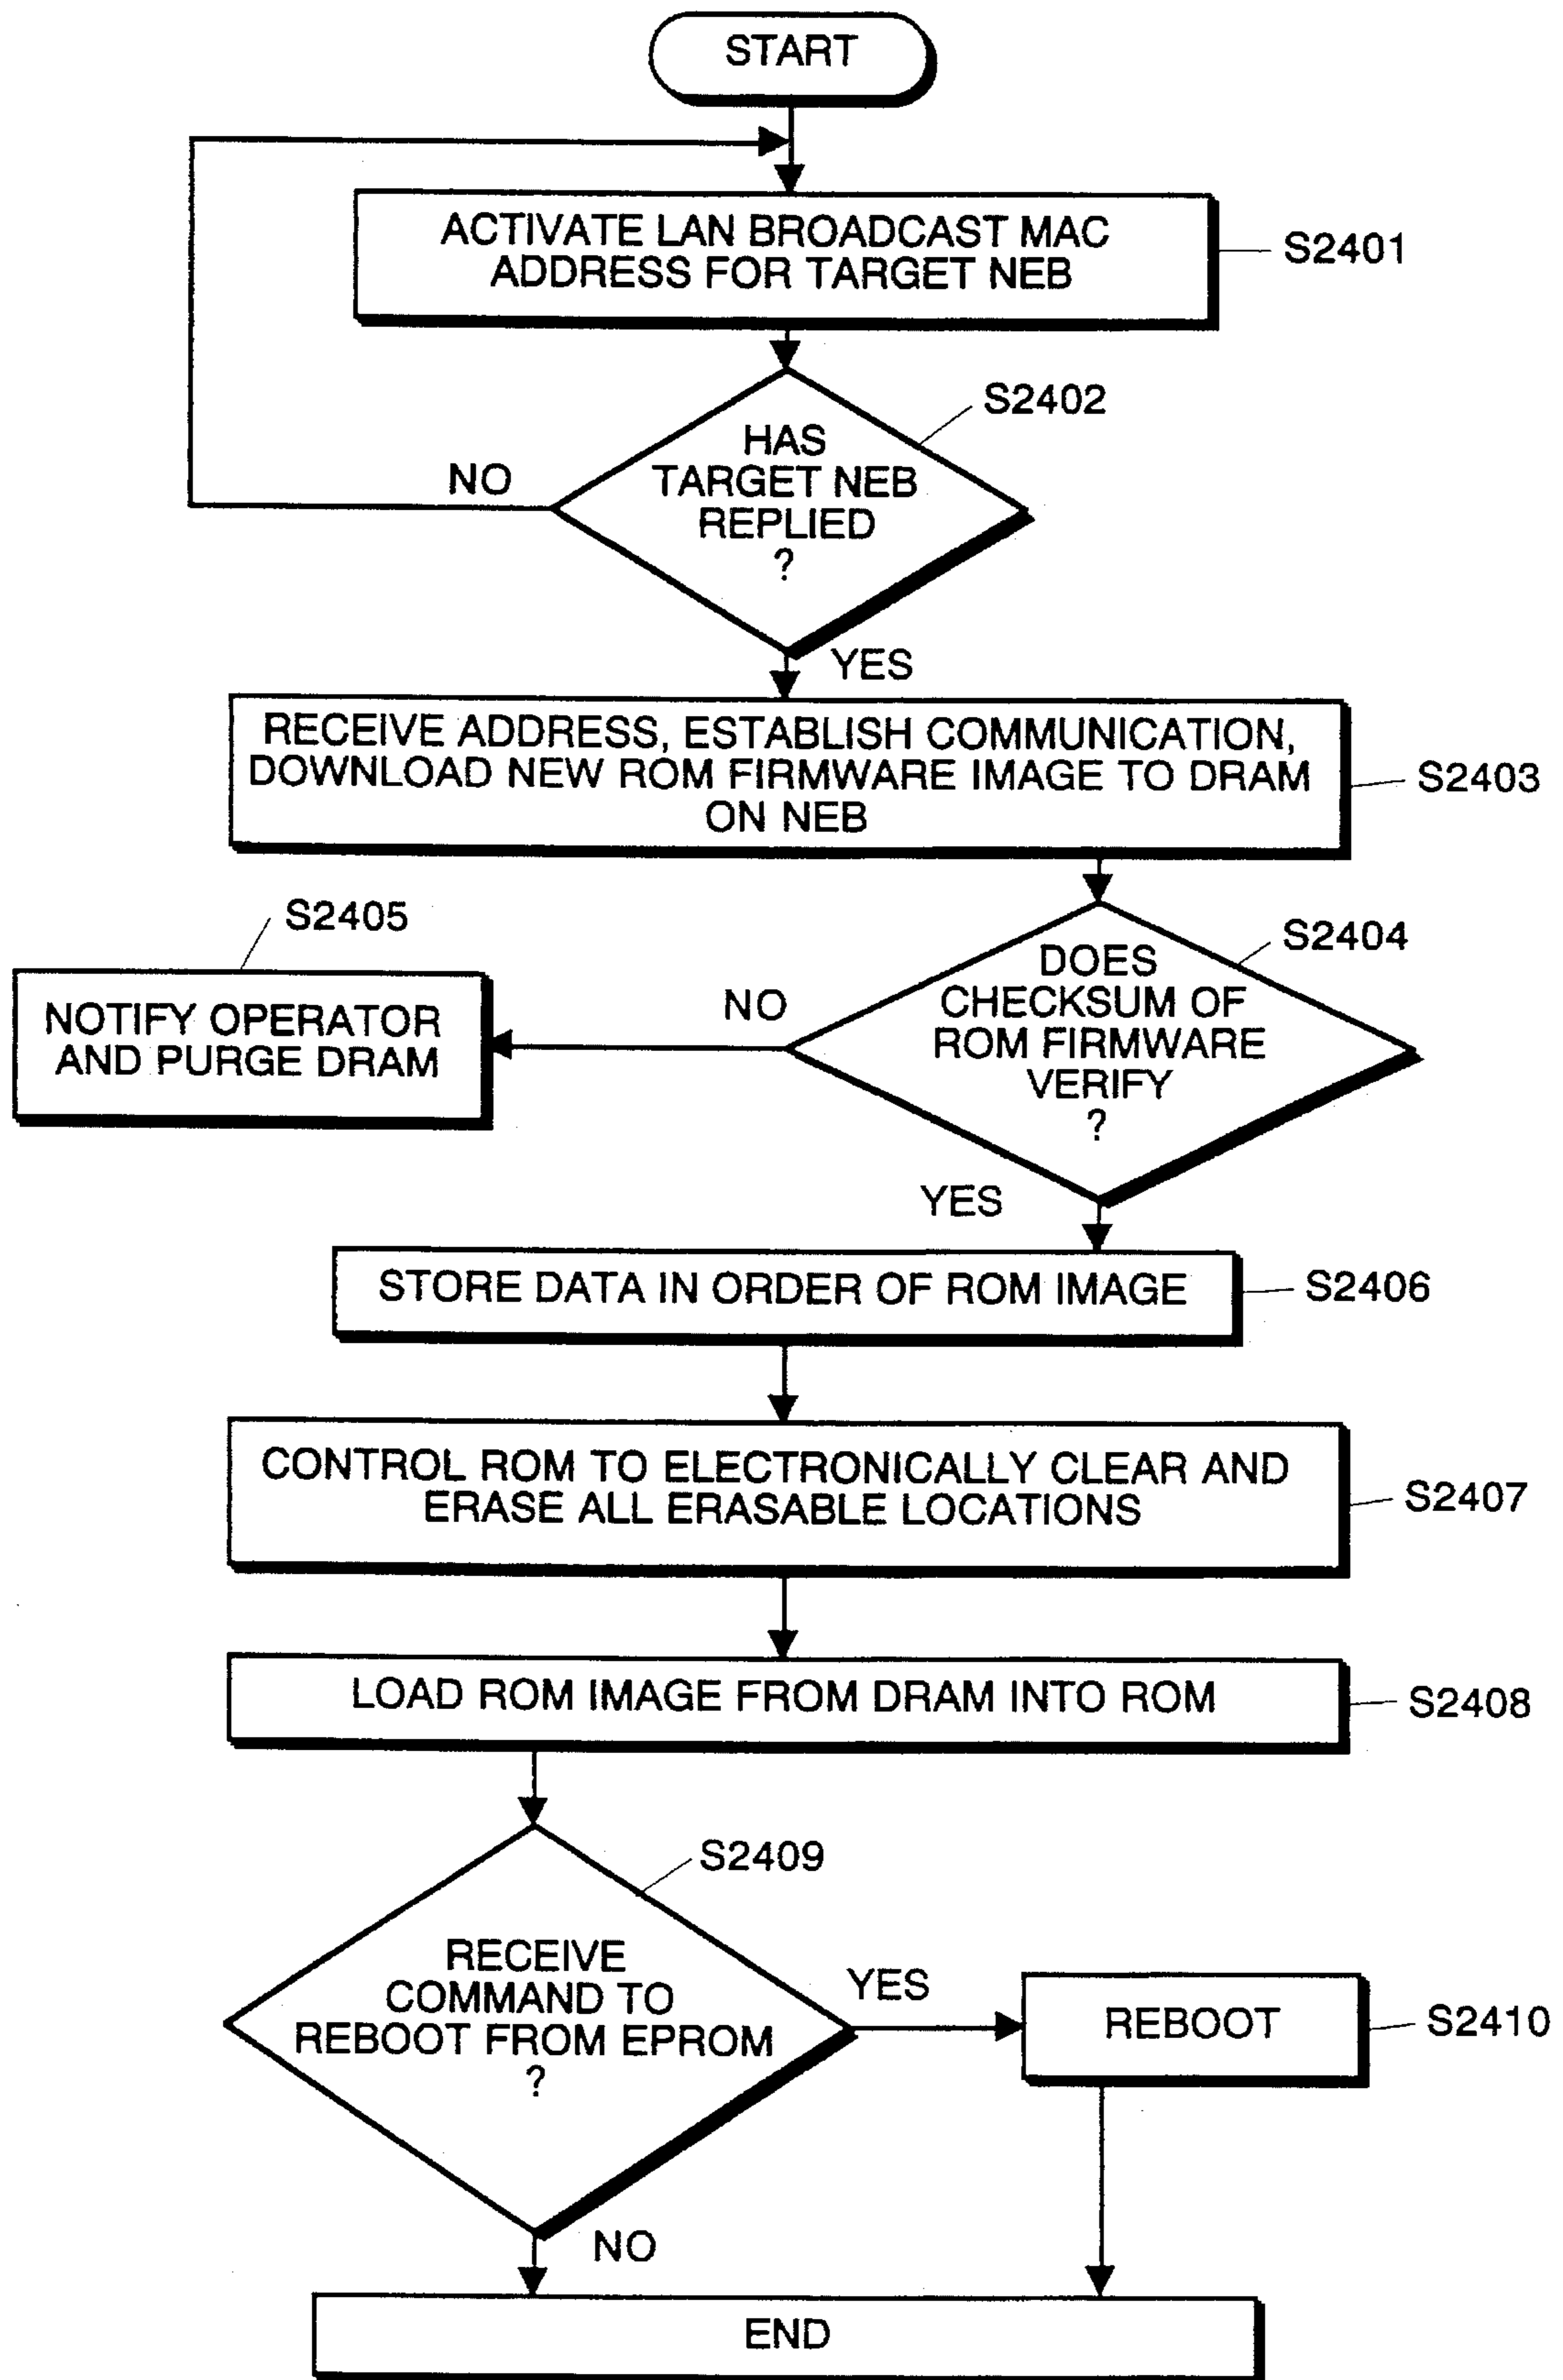 START
ACTIVATE LAN BROADCAST MAC
ADDRESS FOR TARGET NEB
S2401
S2402
HAS
TARGET NEB
REPLIED
?
NO
YES
RECEIVE ADDRESS, ESTABLISH COMMUNICATION,
DOWNLOAD NEW ROM FIRMWARE IMAGE TO DRAM
ON NEB
S2403
S2405
NOTIFY OPERATOR
AND PURGE DRAM
NO
S2404
DOES
CHECKSUM OF
ROM FIRMWARE
VERIFY
?
YES
STORE DATA IN ORDER OF ROM IMAGE
S2406
CONTROL ROM TO ELECTRONICALLY CLEAR AND
ERASE ALL ERASABLE LOCATIONS
S2407
LOAD ROM IMAGE FROM DRAM INTO ROM
S2408
S2409
RECEIVE
COMMAND TO
REBOOT FROM EPROM
?
YES
REBOOT
S2410
NO
END